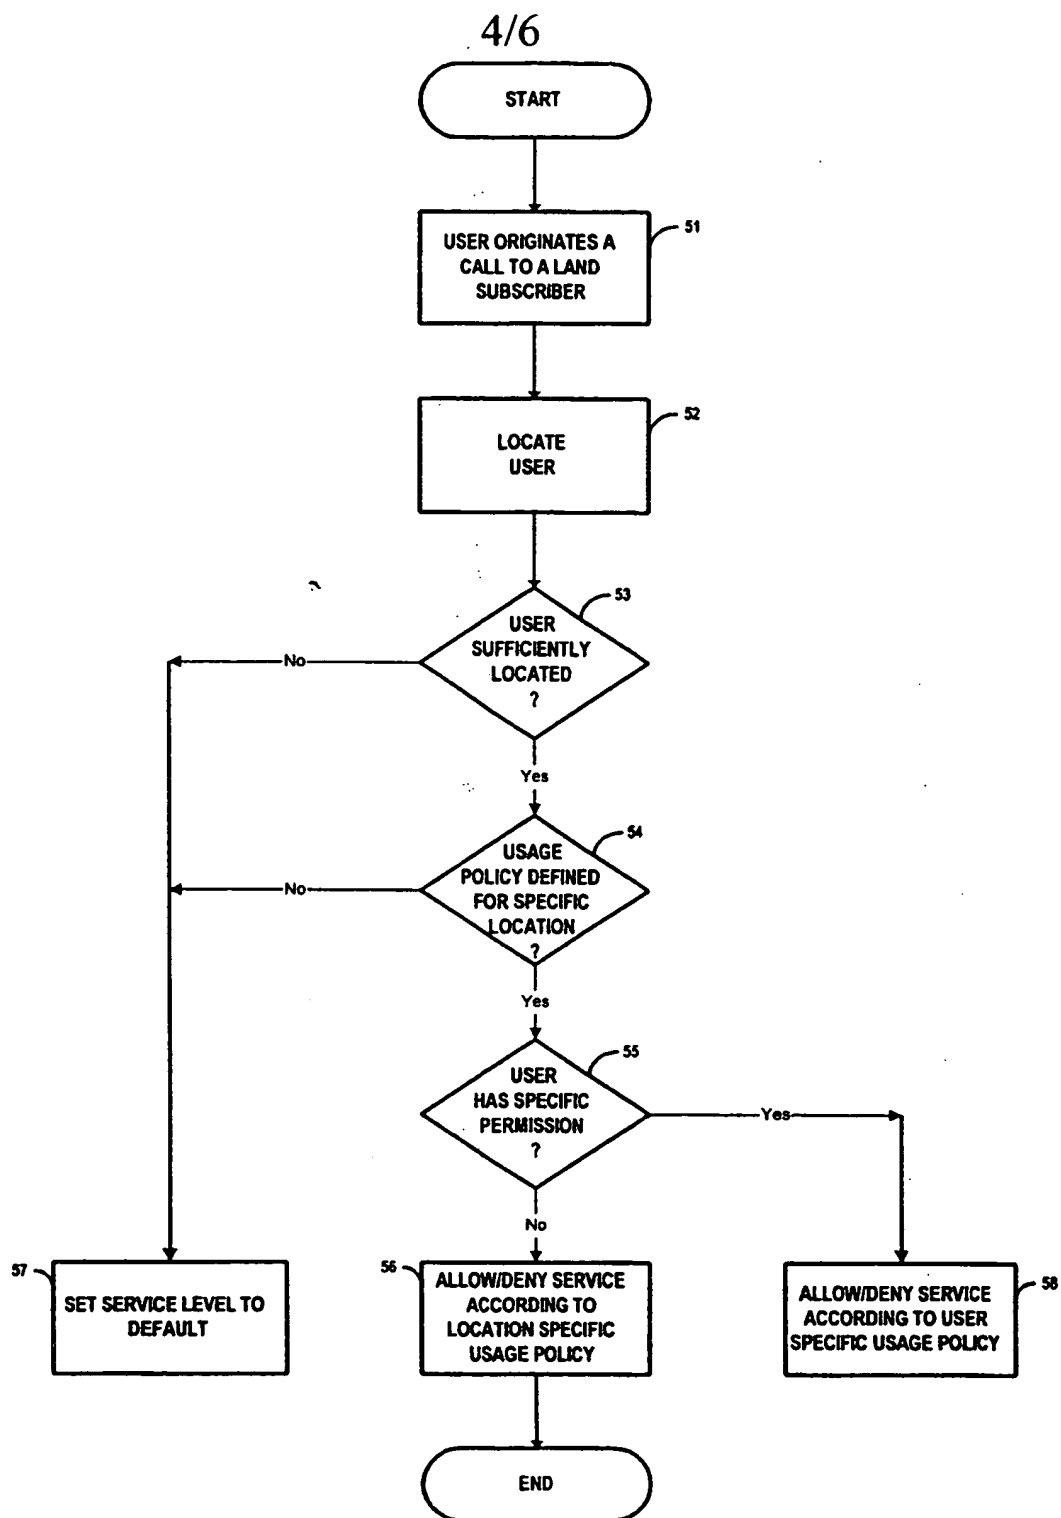 4/6
START
51
USER ORIGINATES A
CALL TO A LAND
SUBSCRIBER
52
LOCATE
USER
53
USER
SUFFICIENTLY
LOCATED
?
No
Yes
54
USAGE
POLICY DEFINED
FOR SPECIFIC
LOCATION
?
No
Yes
55
USER
HAS SPECIFIC
PERMISSION
?
Yes
No
57
SET SERVICE LEVEL TO
DEFAULT
56
ALLOW/DENY SERVICE
ACCORDING TO
LOCATION SPECIFIC
USAGE POLICY
58
ALLOW/DENY SERVICE
ACCORDING TO USER
SPECIFIC USAGE POLICY
END